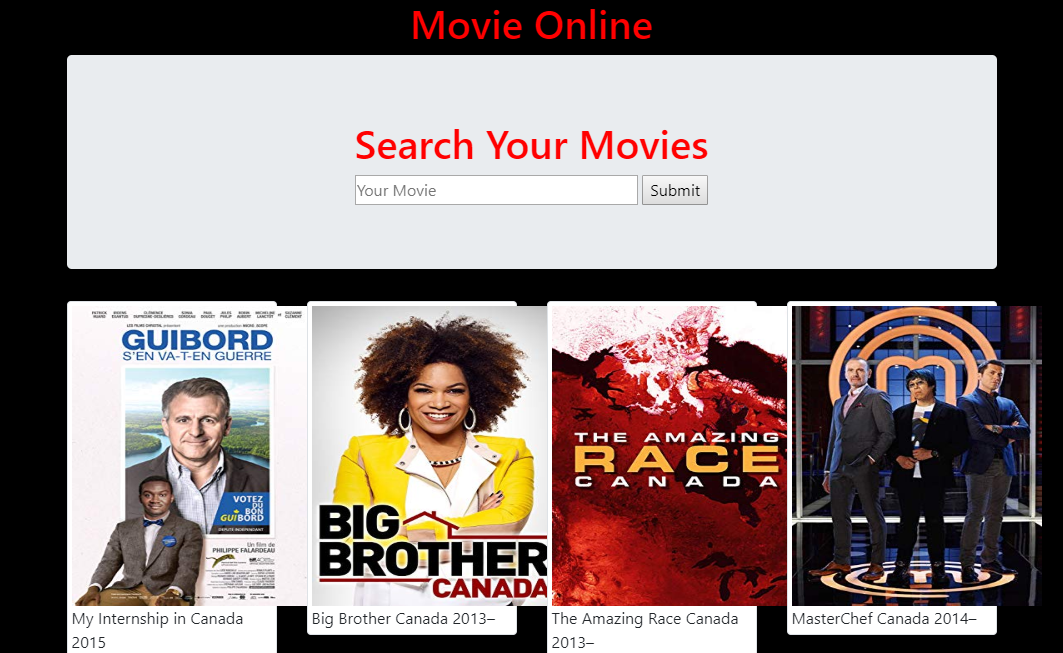 Movie Online
Search Your Movies
Your Movie Submit
GUIBORD
S'EN VA-T-EN GUERRE
VOTEZ
DU
BON
GUIBORD
DÉPUTÉ INDÉPENDANT
Un film de
PHILIPPE FALARDEAU
My Internship in Canada
2015
BIG
BROTHER
CANADA
Big Brother Canada 2013–
THE AMAZING
RACE
CANADA
The Amazing Race Canada
2013–
MasterChef Canada 2014–